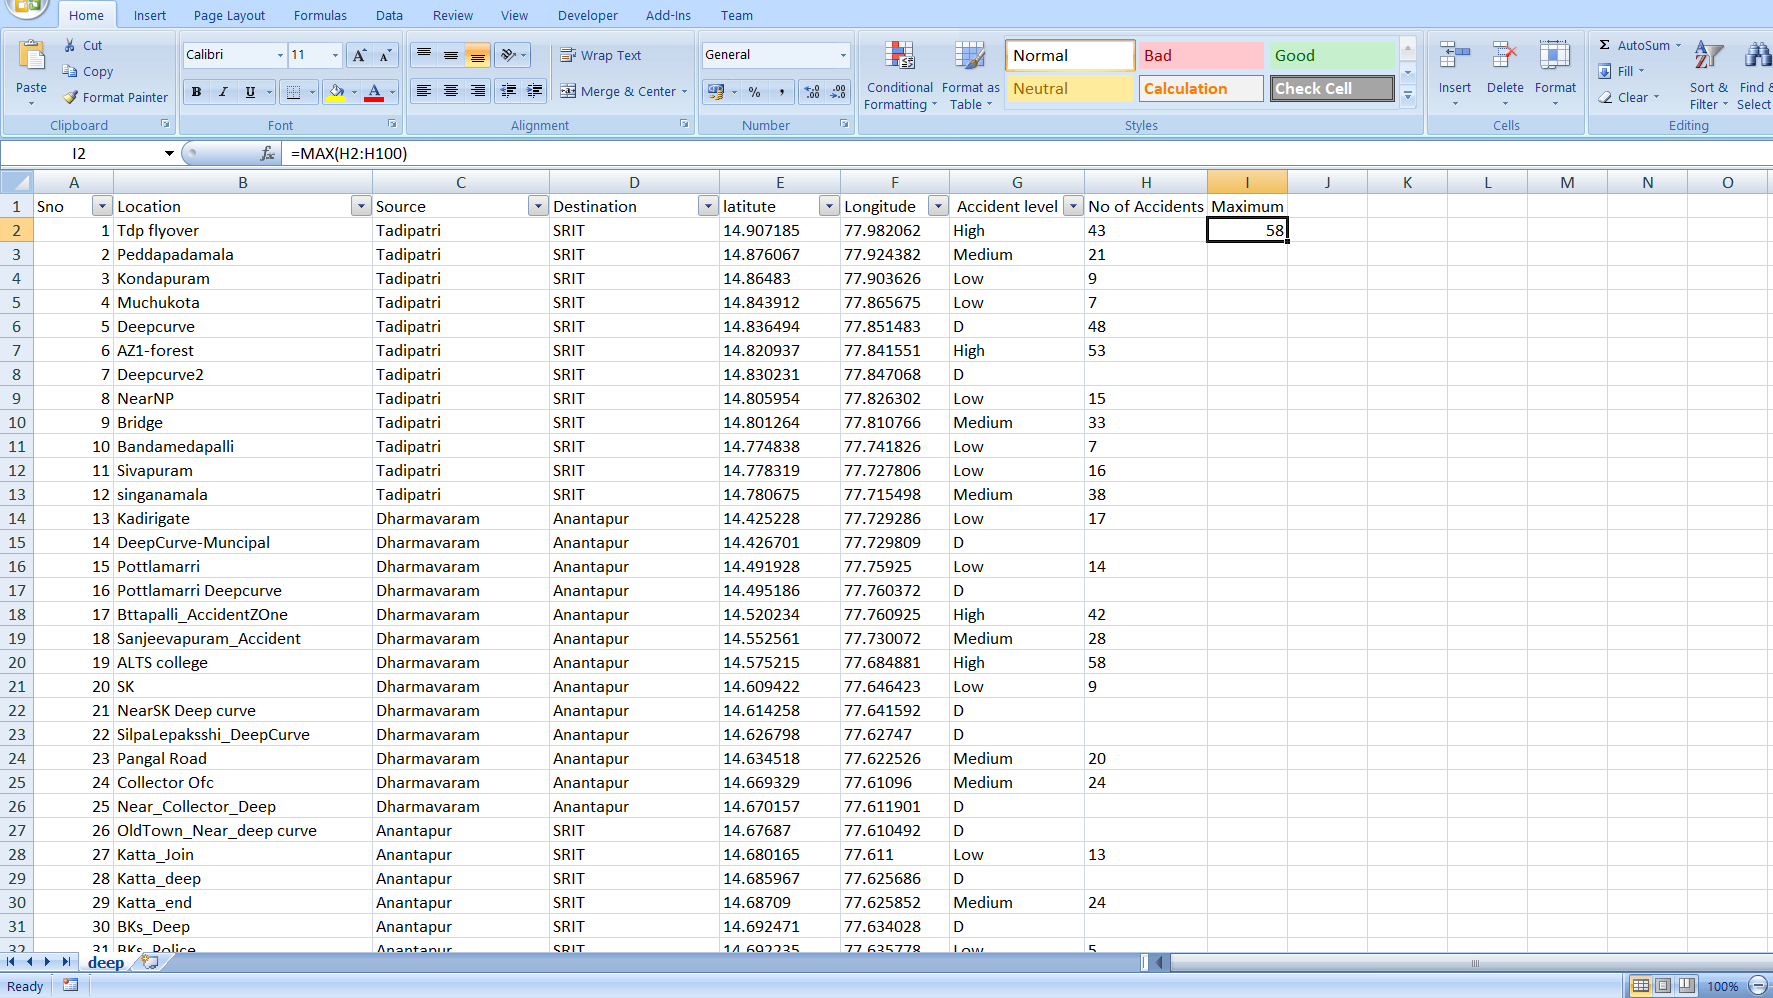 Home Insert Page Layout Formulas Data Review View Developer Add-Ins Team
Paste Cut Copy Format Painter Clipboard
Calibri 11 A A B I U A Font
Wrap Text Merge & Center Alignment
General % , .0 .00 .00 .0 Number
Conditional Formatting Format as Table Normal Bad Good Neutral Calculation Check Cell Styles
Insert Delete Format Cells
Σ AutoSum Fill Clear Sort & Filter Find & Select Editing
I2 fx =MAX(H2:H100)
A B C D E F G H I J K L M N O
1 Sno Location Source Destination latitute Longitude Accident level No of Accidents Maximum
2 1 Tdp flyover Tadipatri SRIT 14.907185 77.982062 High 43 58
3 2 Peddapadamala Tadipatri SRIT 14.876067 77.924382 Medium 21
4 3 Kondapuram Tadipatri SRIT 14.86483 77.903626 Low 9
5 4 Muchukota Tadipatri SRIT 14.843912 77.865675 Low 7
6 5 Deepcurve Tadipatri SRIT 14.836494 77.851483 D 48
7 6 AZ1-forest Tadipatri SRIT 14.820937 77.841551 High 53
8 7 Deepcurve2 Tadipatri SRIT 14.830231 77.847068 D
9 8 NearNP Tadipatri SRIT 14.805954 77.826302 Low 15
10 9 Bridge Tadipatri SRIT 14.801264 77.810766 Medium 33
11 10 Bandamedapalli Tadipatri SRIT 14.774838 77.741826 Low 7
12 11 Sivapuram Tadipatri SRIT 14.778319 77.727806 Low 16
13 12 singanamala Tadipatri SRIT 14.780675 77.715498 Medium 38
14 13 Kadirigate Dharmavaram Anantapur 14.425228 77.729286 Low 17
15 14 DeepCurve-Muncipal Dharmavaram Anantapur 14.426701 77.729809 D
16 15 Pottlamarri Dharmavaram Anantapur 14.491928 77.75925 Low 14
17 16 Pottlamarri Deepcurve Dharmavaram Anantapur 14.495186 77.760372 D
18 17 Bttapalli_AccidentZOne Dharmavaram Anantapur 14.520234 77.760925 High 42
19 18 Sanjeevapuram_Accident Dharmavaram Anantapur 14.552561 77.730072 Medium 28
20 19 ALTS college Dharmavaram Anantapur 14.575215 77.684881 High 58
21 20 SK Dharmavaram Anantapur 14.609422 77.646423 Low 9
22 21 NearSK Deep curve Dharmavaram Anantapur 14.614258 77.641592 D
23 22 SilpaLepaksshi_DeepCurve Dharmavaram Anantapur 14.626798 77.62747 D
24 23 Pangal Road Dharmavaram Anantapur 14.634518 77.622526 Medium 20
25 24 Collector Ofc Dharmavaram Anantapur 14.669329 77.61096 Medium 24
26 25 Near_Collector_Deep Dharmavaram Anantapur 14.670157 77.611901 D
27 26 OldTown_Near_deep curve Anantapur SRIT 14.67687 77.610492 D
28 27 Katta_Join Anantapur SRIT 14.680165 77.611 Low 13
29 28 Katta_deep Anantapur SRIT 14.685967 77.625686 D
30 29 Katta_end Anantapur SRIT 14.68709 77.625852 Medium 24
31 30 BKs_Deep Anantapur SRIT 14.692471 77.634028 D
32 31 BKs_Police Anantapur SRIT 14.692235 77.635778 Low 5
deep
Ready 100%